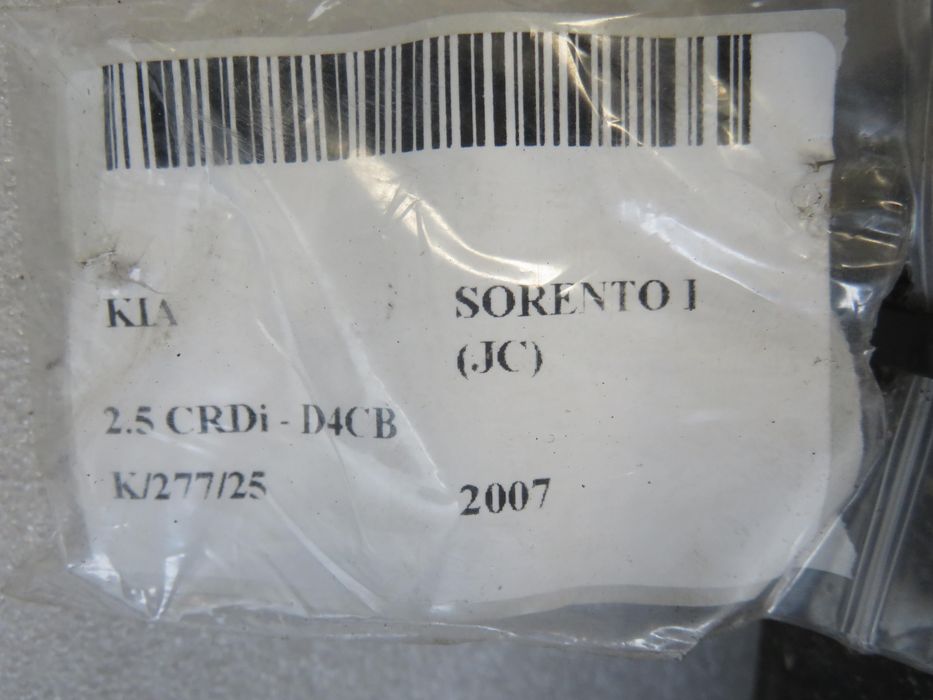 KIA SORENTO I
(JC)
2.5 CRDi - D4CB
K/277/25 2007